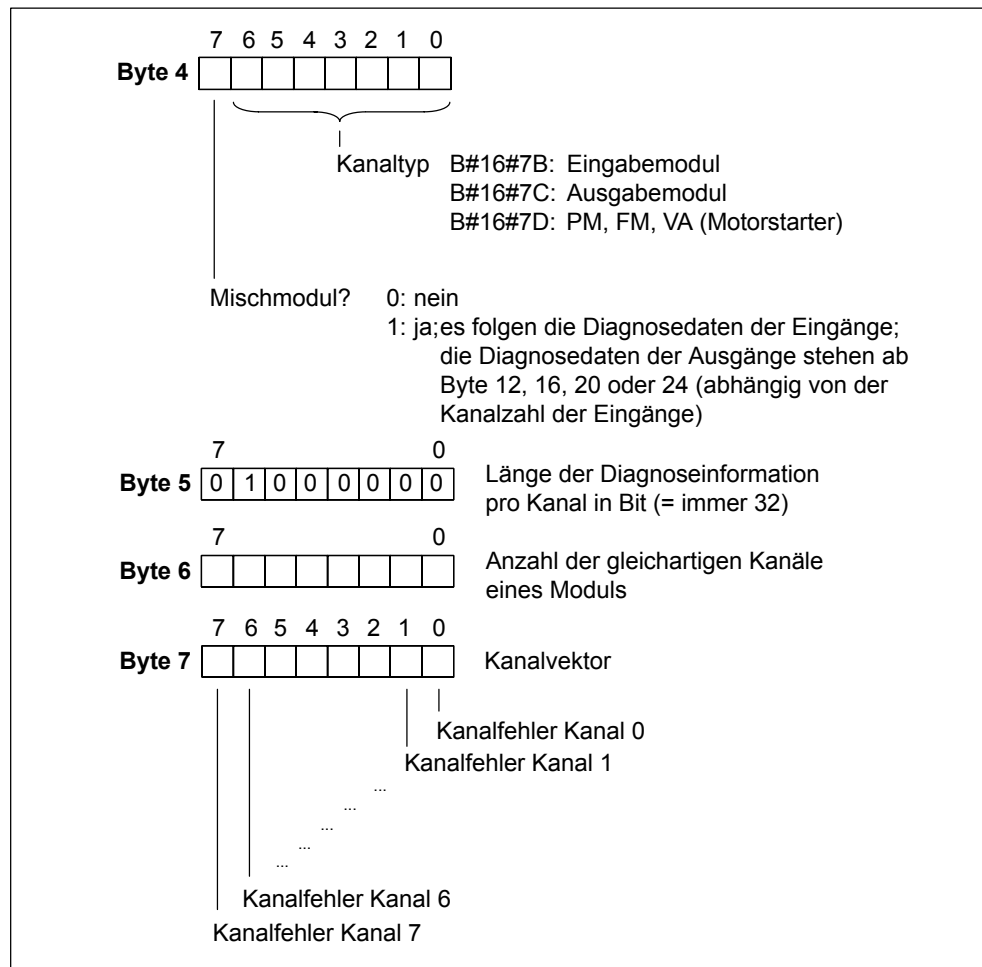 7 6 5 4 3 2 1 0
Byte 4
Kanaltyp B#16#7B: Eingabemodul
B#16#7C: Ausgabemodul
B#16#7D: PM, FM, VA (Motorstarter)
Mischmodul? 0: nein
1: ja;es folgen die Diagnosedaten der Eingänge;
die Diagnosedaten der Ausgänge stehen ab
Byte 12, 16, 20 oder 24 (abhängig von der
Kanalzahl der Eingänge)
7 0
Byte 5 0 1 0 0 0 0 0 0 Länge der Diagnoseinformation
pro Kanal in Bit (= immer 32)
7 0
Byte 6 Anzahl der gleichartigen Kanäle
eines Moduls
7 6 5 4 3 2 1 0
Byte 7 Kanalvektor
Kanalfehler Kanal 0
Kanalfehler Kanal 1
...
...
...
...
...
Kanalfehler Kanal 6
Kanalfehler Kanal 7